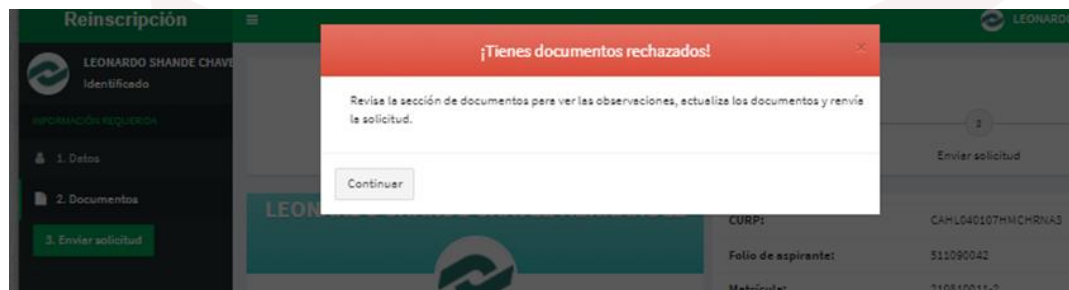 Reinscripción
LEONARDO
¡Tienes documentos rechazados!
×
LEONARDO SHANDE CHAVE
Identificado
Revisa la sección de documentos para ver las observaciones, actualiza los documentos y renvía
la solicitud.
INFORMACIÓN REQUERIDA
1. Datos
Enviar solicitud
Continuar
2. Documentos
LEON
CURP:
CAHL040107HMCHRNA3
3. Enviar solicitud
Folio de aspirante:
511090042
Matrícula: